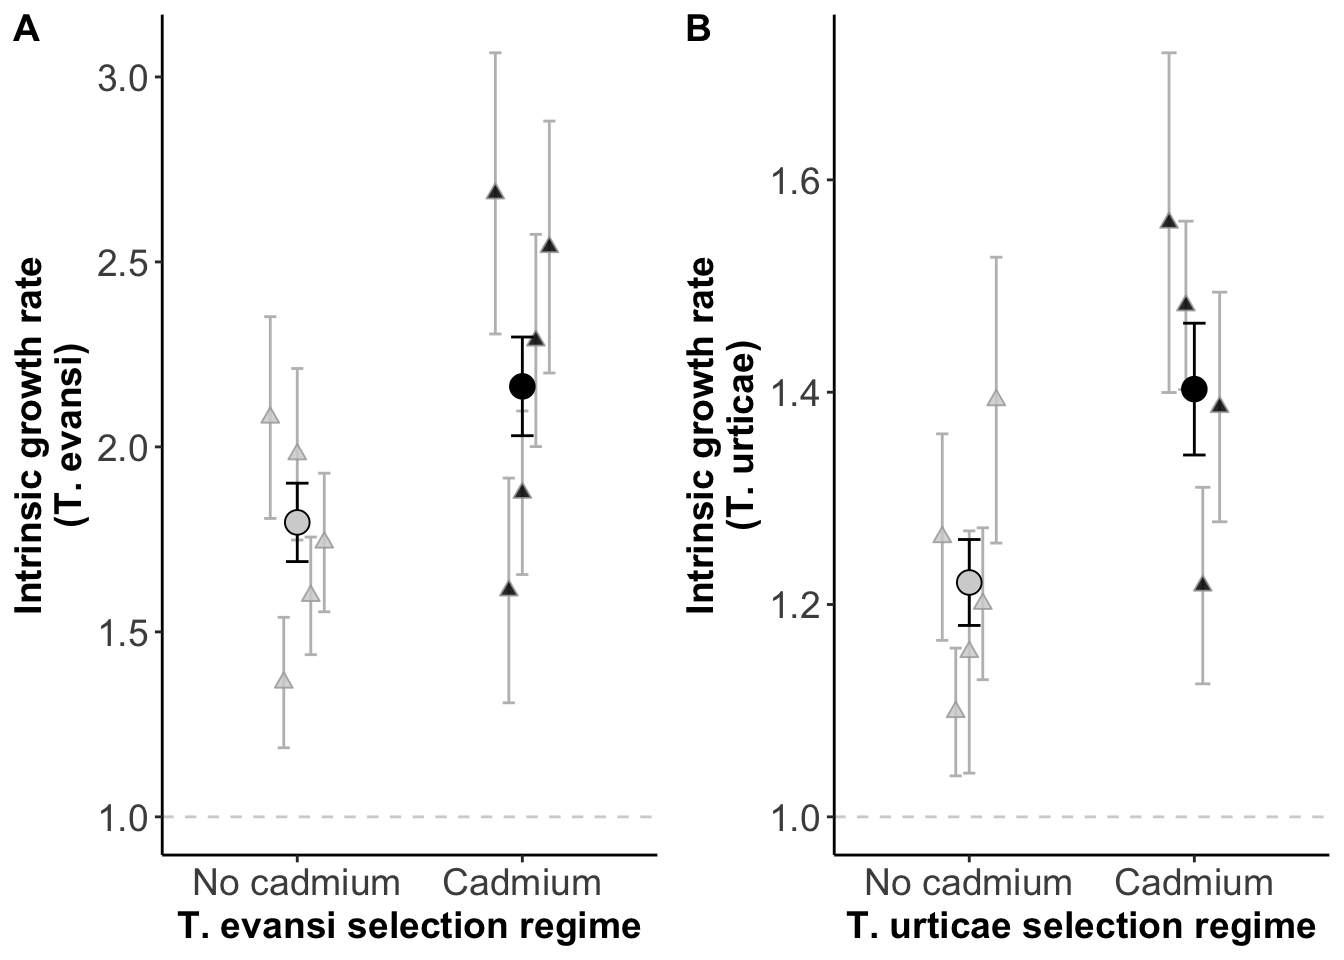 A
Intrinsic growth rate
(T. evansi)
3.0
2.5
2.0
1.5
1.0
No cadmium
Cadmium
T. evansi selection regime
B
Intrinsic growth rate
(T. urticae)
1.6
1.4
1.2
1.0
No cadmium
Cadmium
T. urticae selection regime